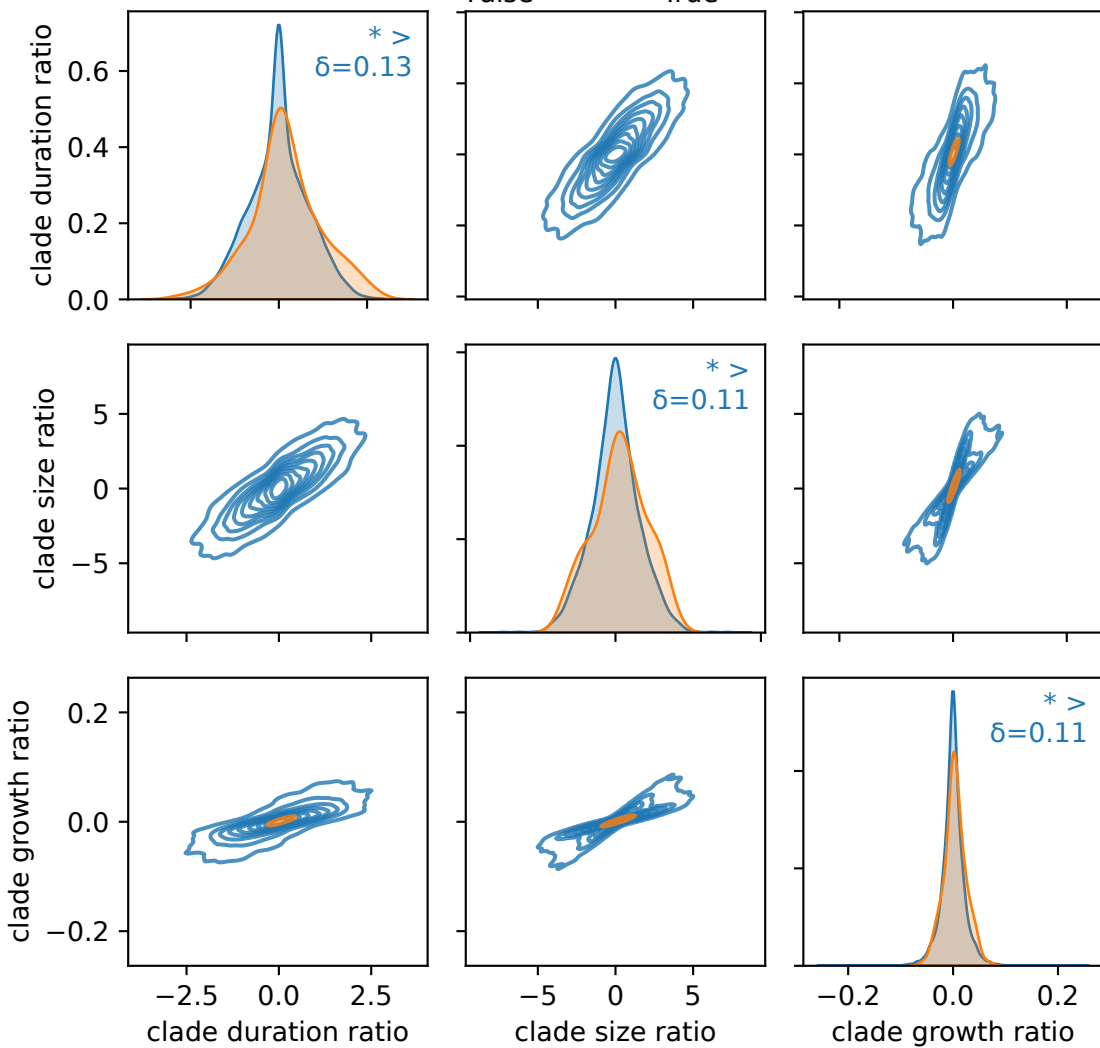 clade duration ratio
0.6
0.4
0.2
0.0
* >
δ=0.13
clade size ratio
5
0
−5
* >
δ=0.11
clade growth ratio
0.2
0.0
−0.2
* >
δ=0.11
−2.5 0.0 2.5
−5 0 5
−0.2 0.0 0.2
clade duration ratio
clade size ratio
clade growth ratio